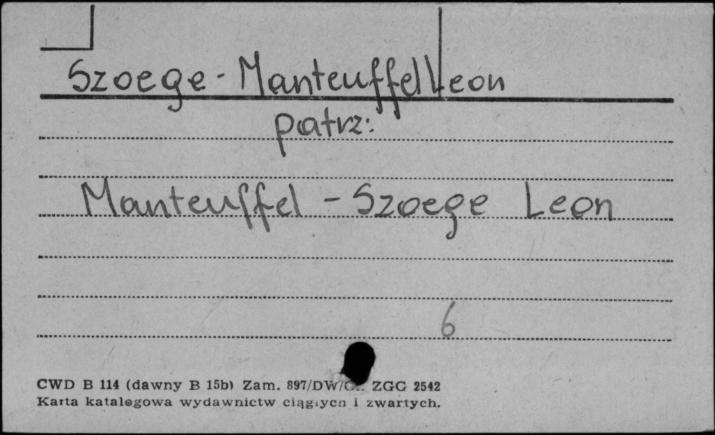 Szoege-Manteuffel Leon
patrz:
Manteuffel - Szoege Leon
6
CWD B 114 (dawny B 15b) Zam. 897/DW/ ZGG 2542
Karta katalogowa wydawnictw ciągłych i zwartych.